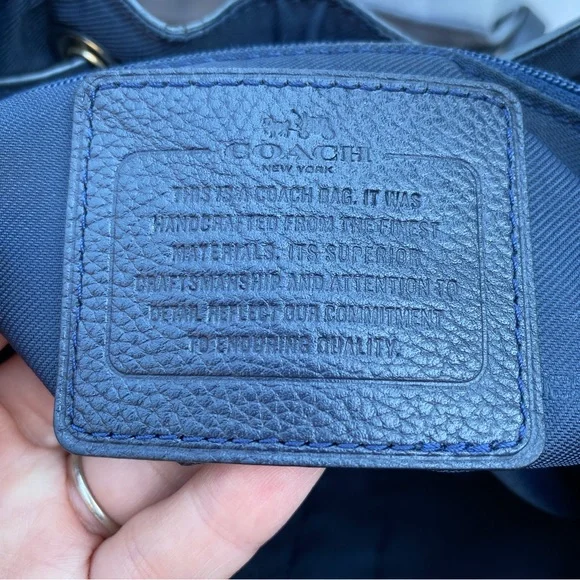 COACH
NEW YORK
THIS IS A COACH BAG. IT WAS
HANDCRAFTED FROM THE FINEST
MATERIALS. ITS SUPERIOR
CRAFTSMANSHIP AND ATTENTION TO
DETAIL REFLECT OUR COMMITMENT
TO ENDURING QUALITY.